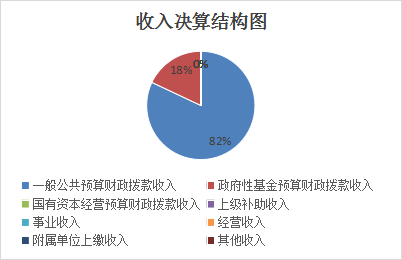 收入决算结构图
18%
0%
82%
一般公共预算财政拨款收入 政府性基金预算财政拨款收入
国有资本经营预算财政拨款收入 上级补助收入
事业收入 经营收入
附属单位上缴收入 其他收入